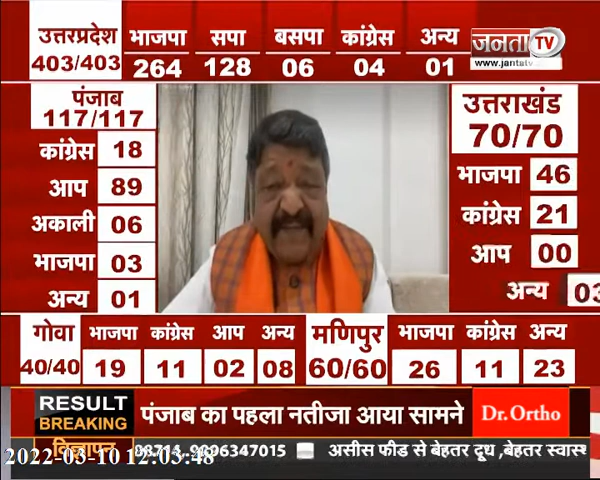 उत्तरप्रदेश
403/403
भाजपा सपा बसपा कांग्रेस अन्य
264 128 06 04 01
जनता TV
www.jantatv.
पंजाब
117/117
कांग्रेस 18
आप 89
अकाली 06
भाजपा 03
अन्य 01
उत्तराखंड
70/70
भाजपा 46
कांग्रेस 21
आप 00
अन्य 03
गोवा भाजपा कांग्रेस आप अन्य
40/40 19 11 02 08
मणिपुर भाजपा कांग्रेस अन्य
60/60 26 11 23
RESULT
BREAKING
पंजाब का पहला नतीजा आया सामने
Dr. Ortho
विज्ञापन
असीस फीड से बेहतर दूध ,बेहतर स्वास्थ
2022-03-10 12:03:48